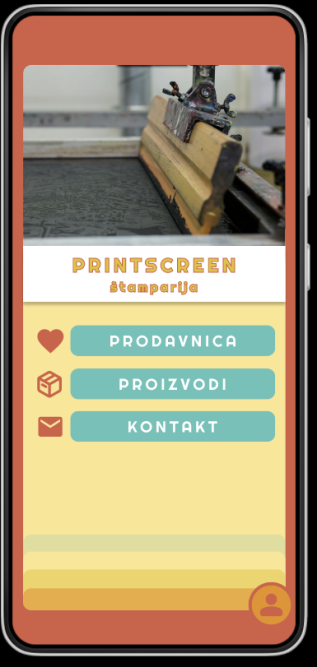 PRINTSCREEN
štamparija
PRODAVNICA
PROIZVODI
KONTAKT